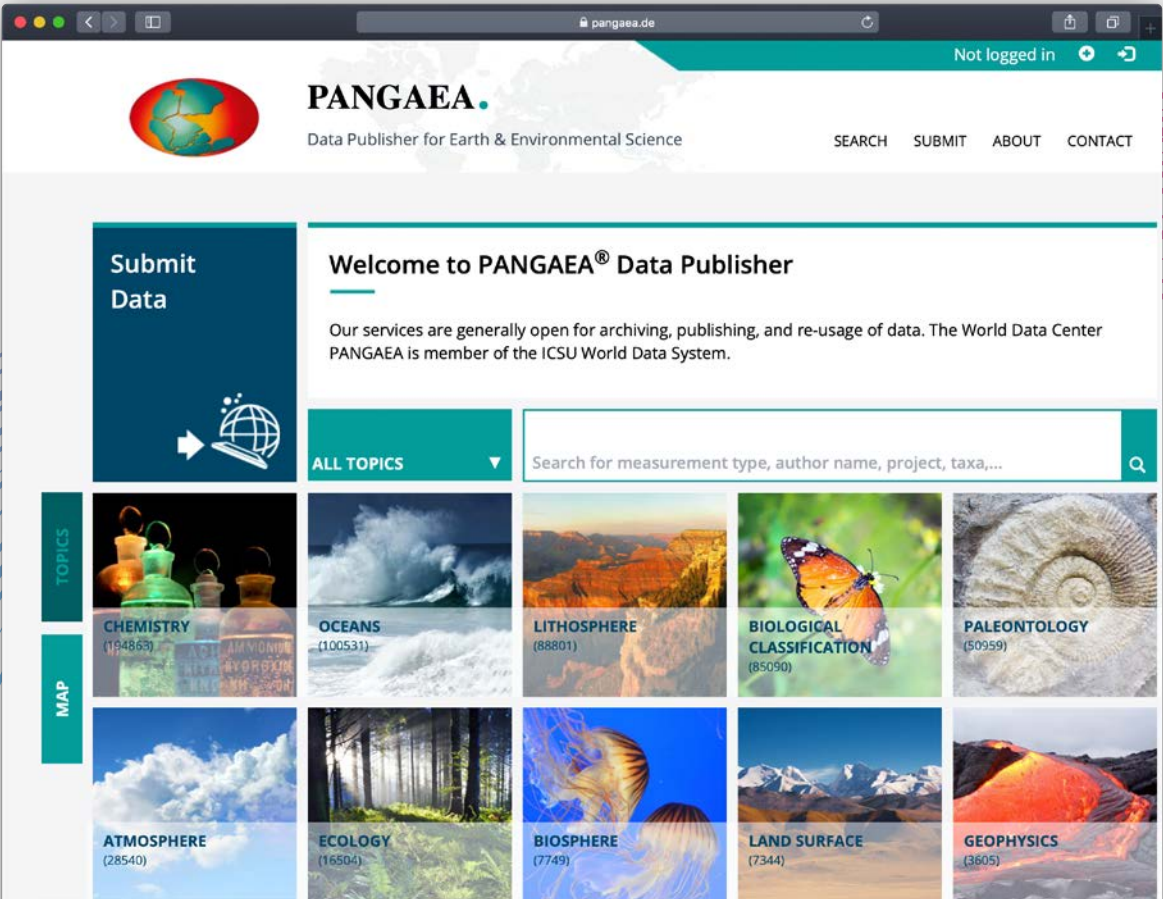 pangaea.de
Not logged in
PANGAEA.
Data Publisher for Earth & Environmental Science
SEARCH SUBMIT ABOUT CONTACT
Submit
Data
Welcome to PANGAEA® Data Publisher
Our services are generally open for archiving, publishing, and re-usage of data. The World Data Center
PANGAEA is member of the ICSU World Data System.
ALL TOPICS
Search for measurement type, author name, project, taxa,...
TOPICS
MAP
CHEMISTRY
(194863)
OCEANS
(100531)
LITHOSPHERE
(88801)
BIOLOGICAL
CLASSIFICATION
(85090)
PALEONTOLOGY
(50959)
ATMOSPHERE
(28540)
ECOLOGY
(16504)
BIOSPHERE
(7749)
LAND SURFACE
(7344)
GEOPHYSICS
(3605)